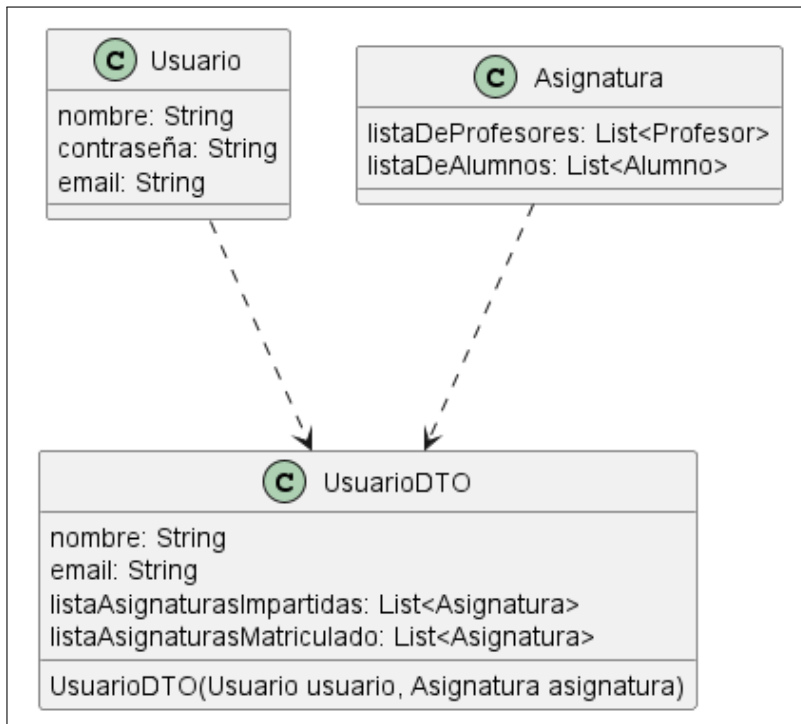 C Usuario
nombre: String
contraseña: String
email: String
C Asignatura
listaDeProfesores: List<Profesor>
listaDeAlumnos: List<Alumno>
C UsuarioDTO
nombre: String
email: String
listaAsignaturasImpartidas: List<Asignatura>
listaAsignaturasMatriculado: List<Asignatura>
UsuarioDTO(Usuario usuario, Asignatura asignatura)